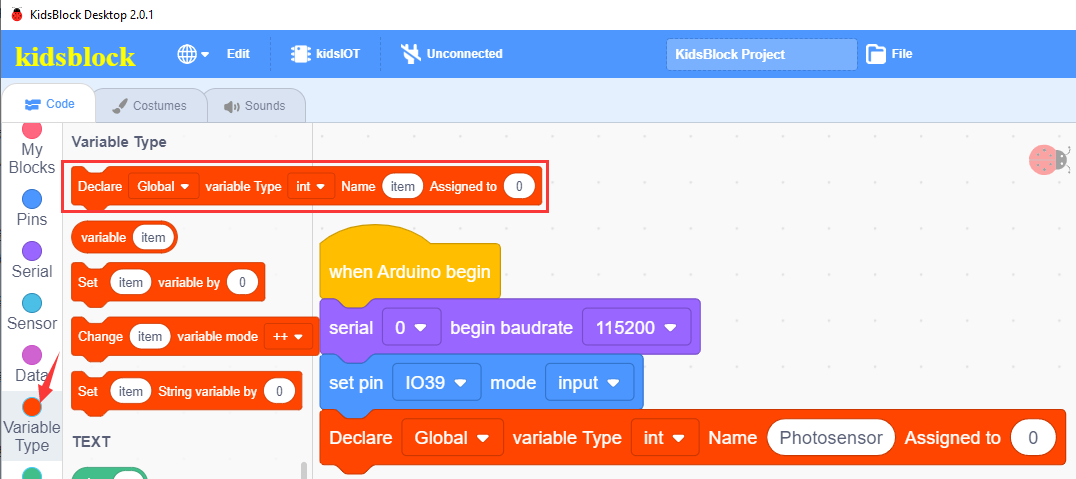 KidsBlock Desktop 2.0.1
kidsblock Edit kidsIOT Unconnected KidsBlock Project File
Code Costumes Sounds
My Blocks
Pins
Serial
Sensor
Data
Variable Type
Variable Type
Declare Global variable Type int Name item Assigned to 0
variable item
Set item variable by 0
Change item variable mode ++
Set item String variable by 0
TEXT
when Arduino begin
serial 0 begin baudrate 115200
set pin IO39 mode input
Declare Global variable Type int Name Photosensor Assigned to 0